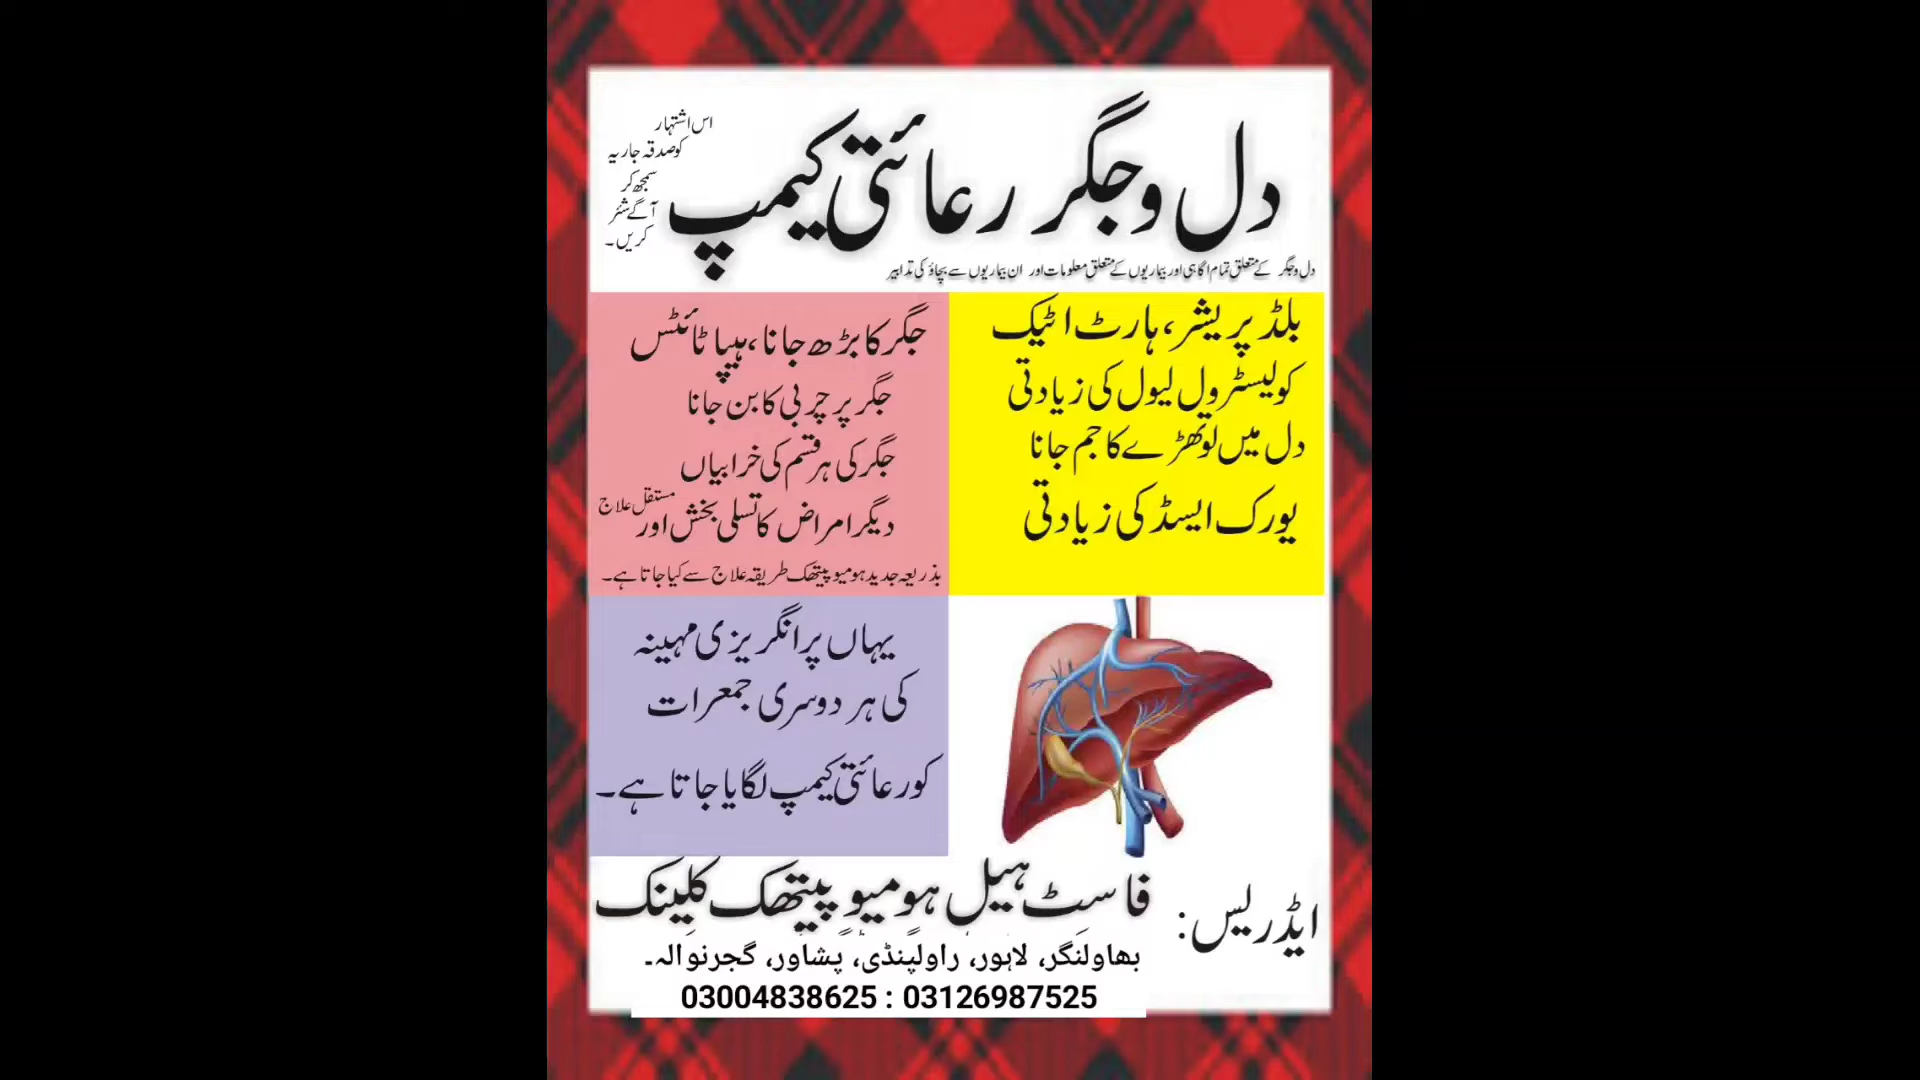 دل و جگر رعائتی کیمپ
اس اشتہار
کو صدقہ جاریہ
سمجھ کر
آگے شئر
کریں۔
دل و جگر کے متعلق تمام اگاہی اور بیماریوں کے متعلق معلومات اور ان بیماریوں سے بچاؤ کی تدابیر
بلڈ پریشر، ہارٹ اٹیک
کولیسٹرول لیول کی زیادتی
دل میں لوتھڑے کا جم جانا
یورک ایسڈ کی زیادتی
جگر کا بڑھ جانا، ہیپاٹائٹس
جگر پر چربی کا بن جانا
جگر کی ہر قسم کی خرابیاں
دیگر امراض کا تسلی بخش اور مستقل علاج
بذریعہ جدید ہومیوپیتھک طریقہ علاج سے کیا جاتا ہے۔
یہاں پر انگریزی مہینہ
کی ہر دوسری جمعرات
کو رعائتی کیمپ لگایا جاتا ہے۔
ایڈریس:
فاسٹ ہیل ہومیو پیتھک کلینک
بھاولنگر، لاہور، راولپنڈی، پشاور، گجرنوالہ۔
03004838625 : 03126987525